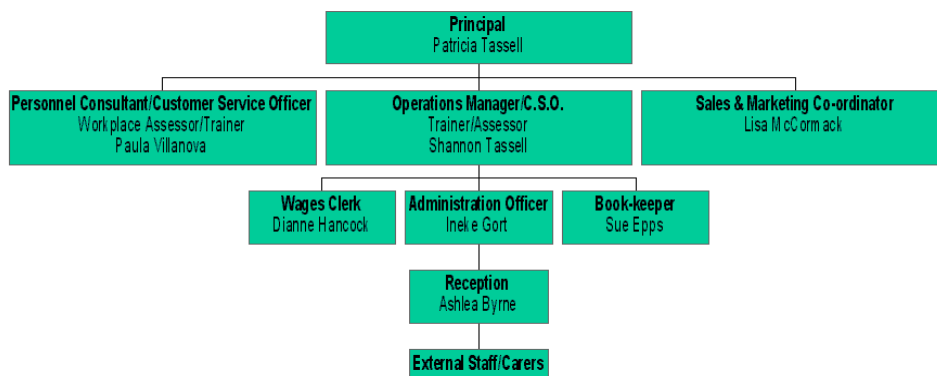 Principal
Patricia Tassell
Personnel Consultant/Customer Service Officer
Workplace Assessor/Trainer
Paula Villanova
Operations Manager/C.S.O.
Trainer/Assessor
Shannon Tassell
Sales & Marketing Co-ordinator
Lisa McCormack
Wages Clerk
Dianne Hancock
Administration Officer
Ineke Gort
Book-keeper
Sue Epps
Reception
Ashlea Byrne
External Staff/Carers